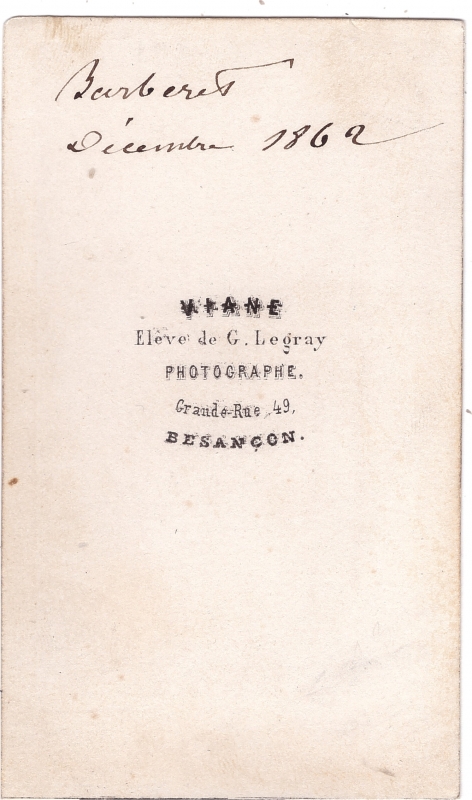 Barberet
Décembre 1862
VIANE
Elève de G. Legray
PHOTOGRAPHE.
Grande-Rue, 49,
BESANÇON.